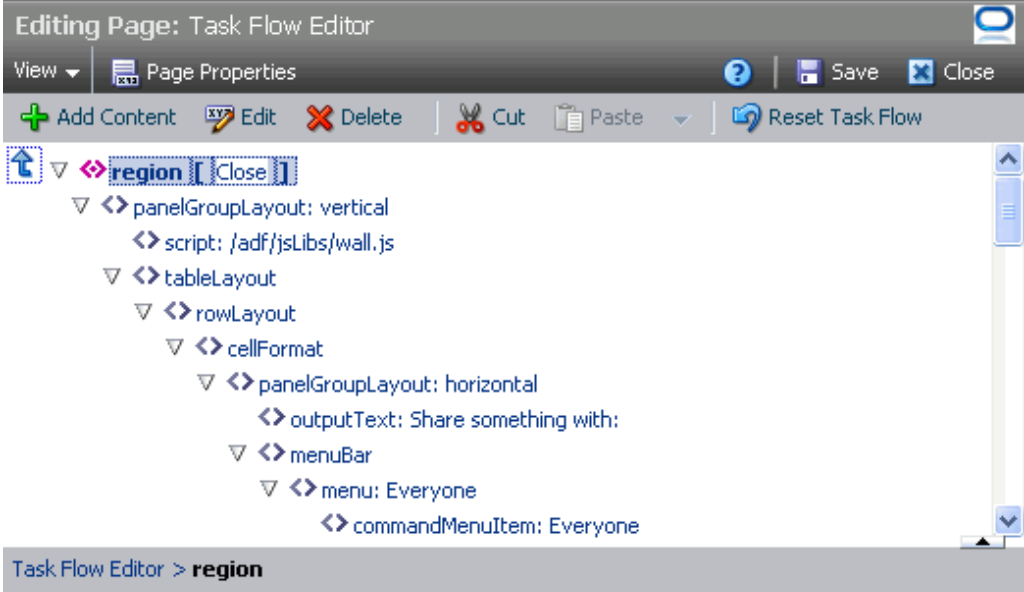 Editing Page: Task Flow Editor
View Page Properties ? Save Close
Add Content Edit Delete Cut Paste Reset Task Flow
region [ Close ]
panelGroupLayout: vertical
script: /adf/jsLibs/wall.js
tableLayout
rowLayout
cellFormat
panelGroupLayout: horizontal
outputText: Share something with:
menuBar
menu: Everyone
commandMenuItem: Everyone
Task Flow Editor > region